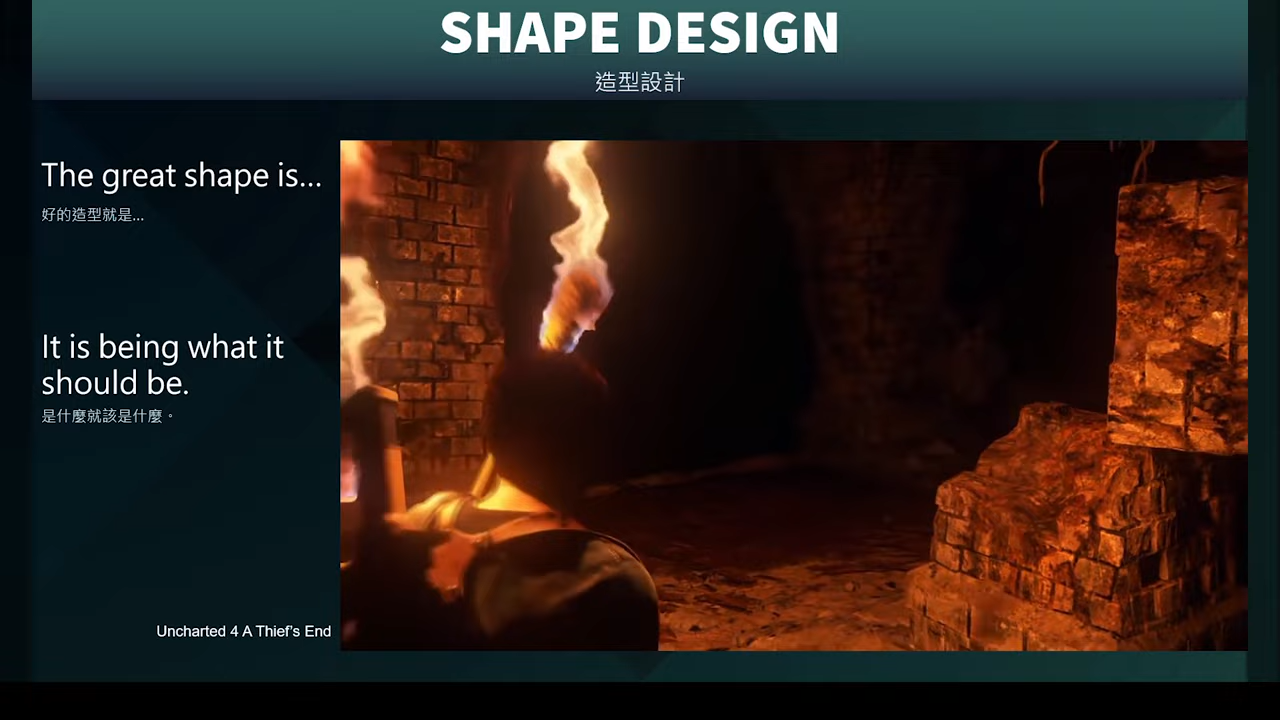 SHAPE DESIGN
造型設計
The great shape is...
好的造型就是...
It is being what it
should be.
是什麼就該是什麼。
Uncharted 4 A Thief's End